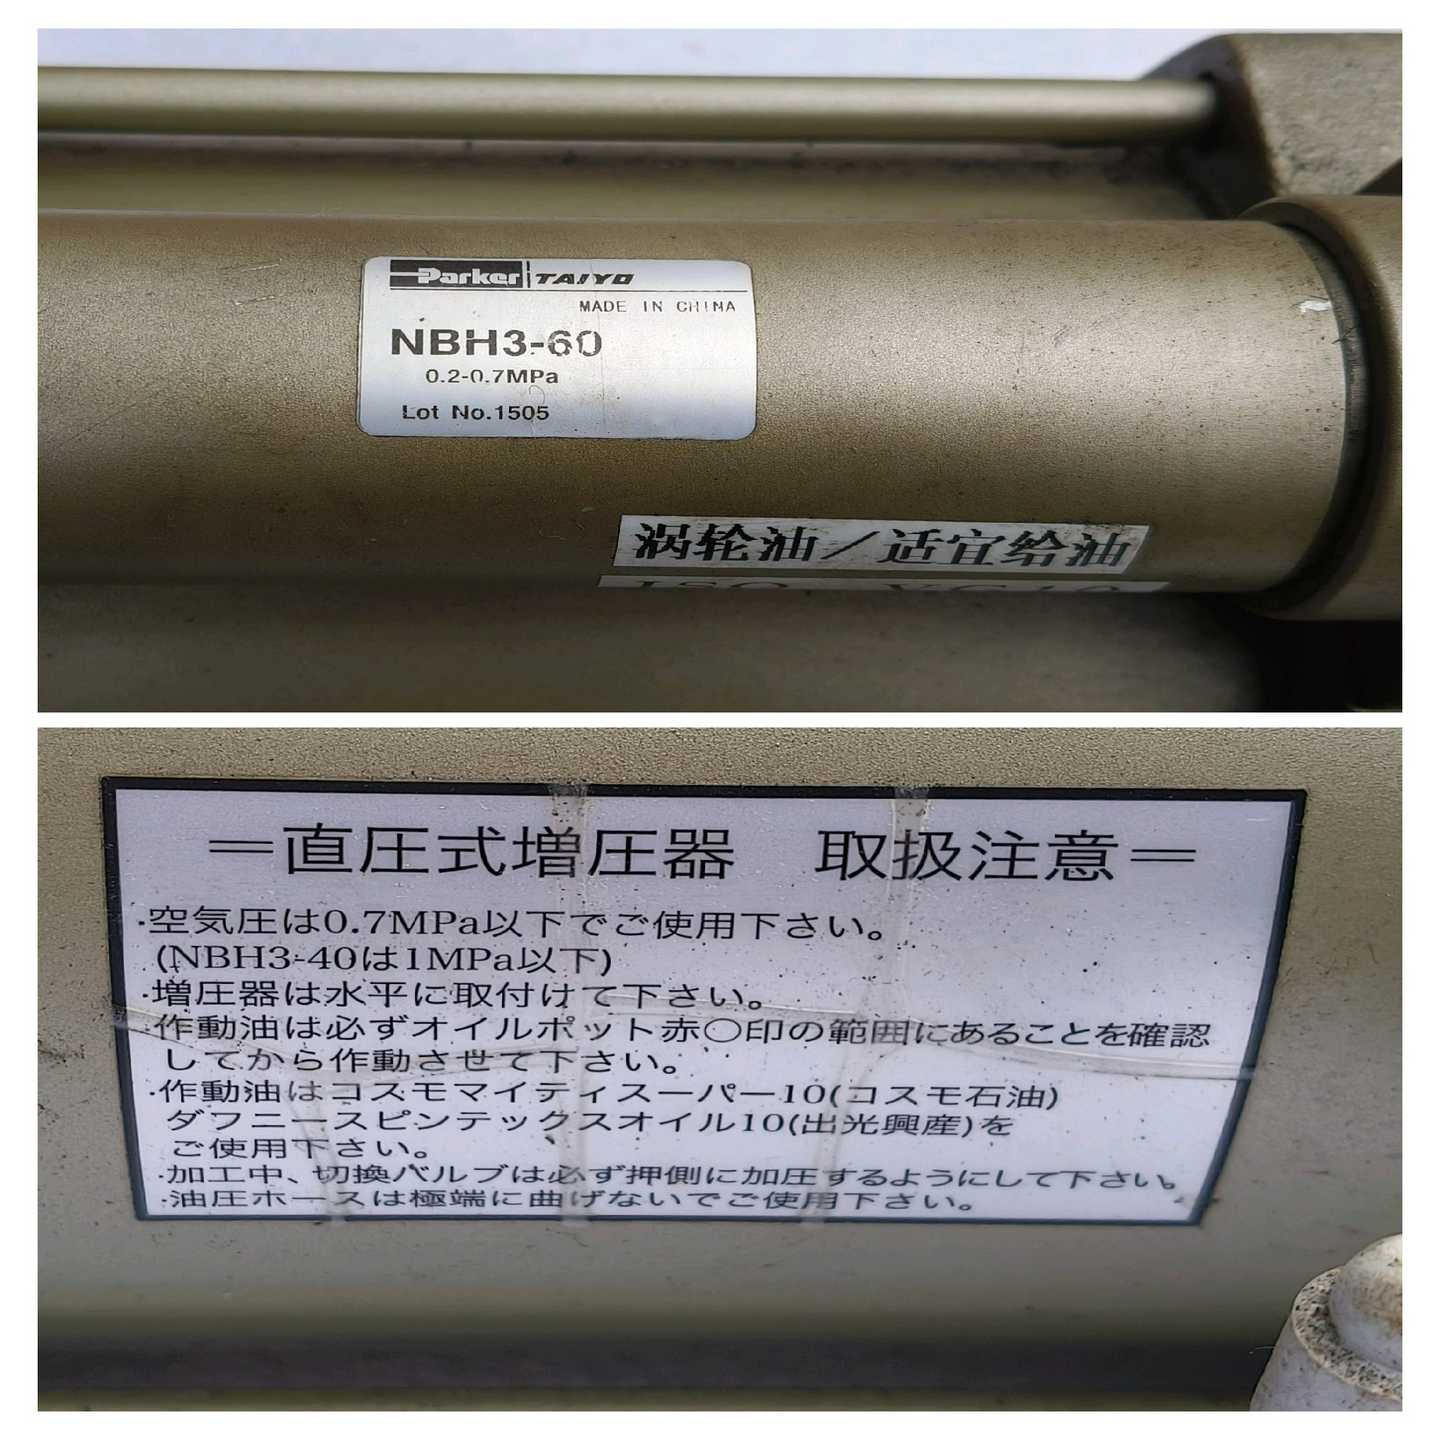 Parker TAIYO
MADE IN CHINA
NBH3-60
0.2-0.7MPa
Lot No.1505
涡轮油/适宜给油
ISO VG10
=直圧式増圧器 取扱注意=
·空気圧は0.7MPa以下でご使用下さい。
(NBH3-40は1MPa以下)
·増圧器は水平に取付けて下さい。
·作動油は必ずオイルポット赤○印の範囲にあることを確認
してから作動させて下さい。
·作動油はコスモマイティスーパー10(コスモ石油)
ダフニースピンテックスオイル10(出光興産)を
ご使用下さい。
·加工中、切換バルブは必ず押側に加圧するようにして下さい。
·油圧ホースは極端に曲げないでご使用下さい。